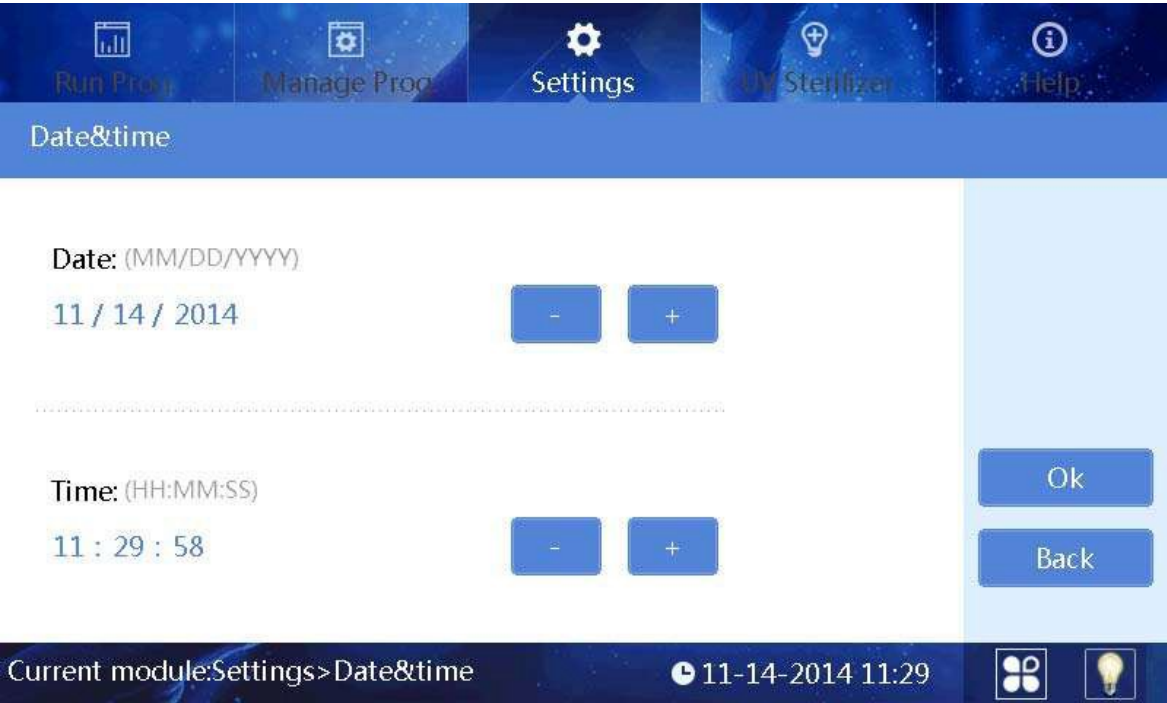 Run Prog.
Manage Prog.
Settings
UV Sterilizer
Help
Date&time
Date: (MM/DD/YYYY)
11 / 14 / 2014
- +
Time: (HH:MM:SS)
11 : 29 : 58
- +
Ok
Back
Current module:Settings>Date&time
11-14-2014 11:29